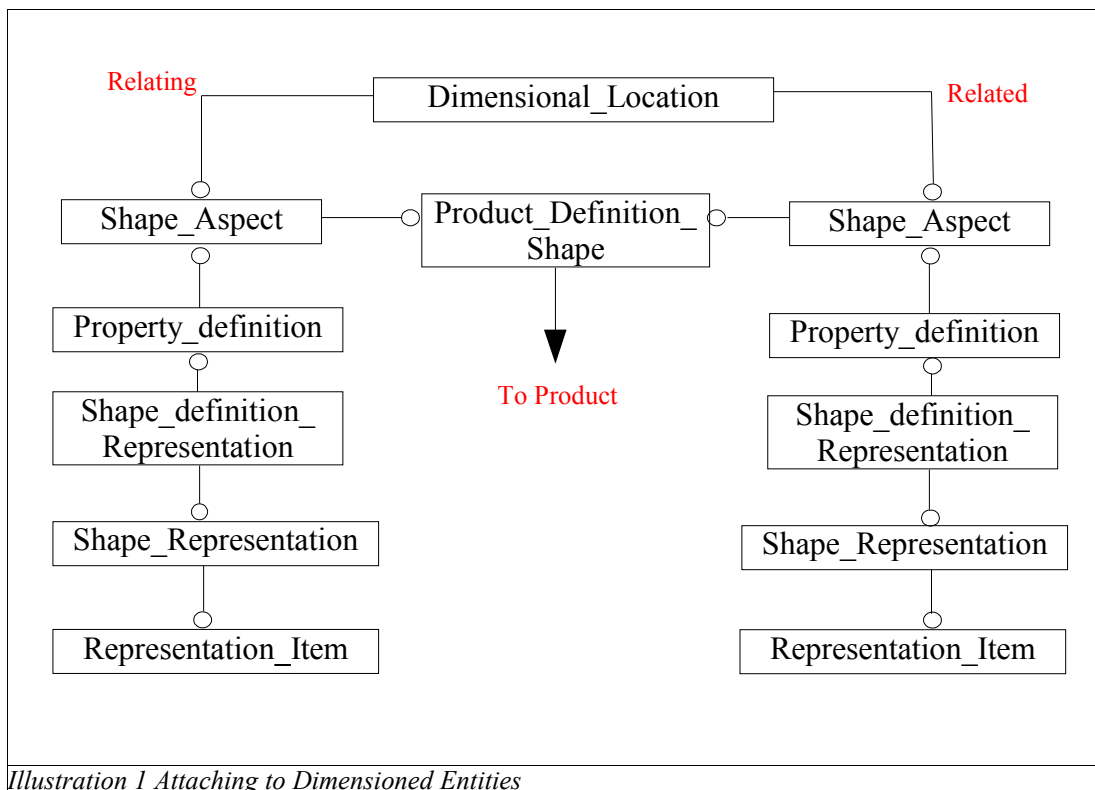 Relating
Dimensional_Location
Related
Shape_Aspect
Product_Definition_
Shape
Shape_Aspect
Property_definition
Property_definition
To Product
Shape_definition_
Representation
Shape_definition_
Representation
Shape_Representation
Shape_Representation
Representation_Item
Representation_Item
Illustration 1 Attaching to Dimensioned Entities